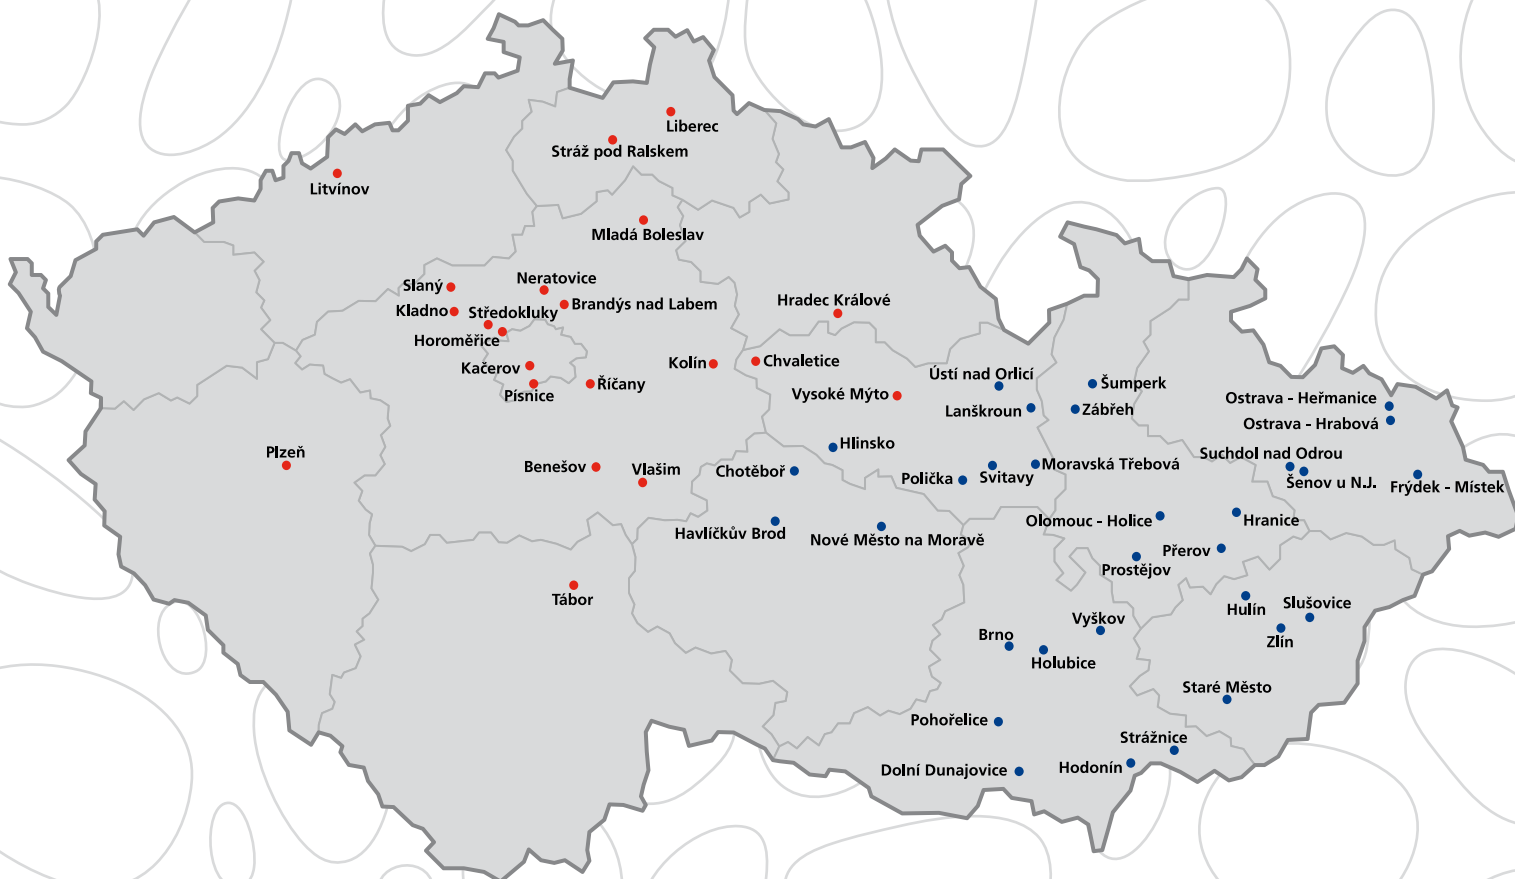 Liberec
Stráž pod Ralskem
Litvínov
Mladá Boleslav
Neratovice
Slaný
Brandýs nad Labem
Kladno
Středokluky
Hradec Králové
Horoměřice
Kačerov
Kolín
Chvaletice
Písnice
Říčany
Vysoké Mýto
Ústí nad Orlicí
Šumperk
Lanškroun
Zábřeh
Ostrava - Heřmanice
Ostrava - Hrabová
Hlinsko
Plzeň
Benešov
Vlašim
Chotěboř
Polička
Svitavy
Moravská Třebová
Suchdol nad Odrou
Šenov u N.J.
Frýdek - Místek
Havlíčkův Brod
Nové Město na Moravě
Olomouc - Holice
Hranice
Přerov
Prostějov
Tábor
Hulín
Slušovice
Vyškov
Brno
Zlín
Holubice
Staré Město
Pohořelice
Strážnice
Dolní Dunajovice
Hodonín